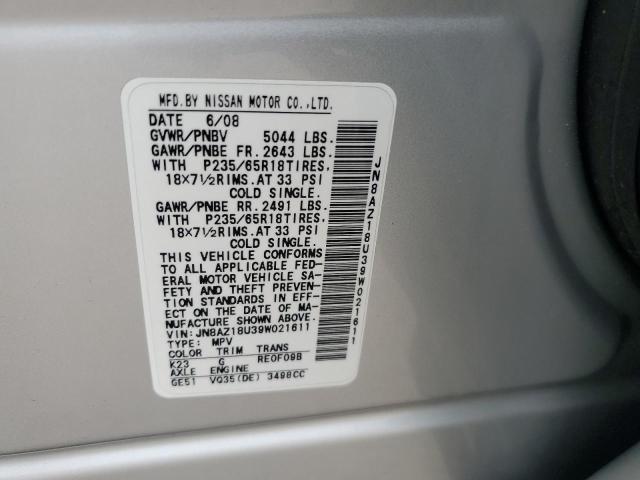 MFD.BY NISSAN MOTOR CO.,LTD.
DATE 6/08
GVWR/PNBV 5044 LBS.
GAWR/PNBE FR.2643 LBS.
WITH P235/65R18TIRES,
18×7½RIMS.AT 33 PSI
COLD SINGLE.
GAWR/PNBE RR.2491 LBS.
WITH P235/65R18TIRES,
18×7½RIMS.AT 33 PSI
COLD SINGLE.
THIS VEHICLE CONFORMS
TO ALL APPLICABLE FED-
ERAL MOTOR VEHICLE SA-
FETY AND THEFT PREVEN-
TION STANDARDS IN EFF-
ECT ON THE DATE OF MA-
NUFACTURE SHOWN ABOVE.
VIN:JN8AZ18U39W021611
TYPE: MPV
COLOR TRIM TRANS
K23 G RE0F09B
AXLE ENGINE
GE51 VQ35(DE) 3498CC
JN8AZ18U39W021611